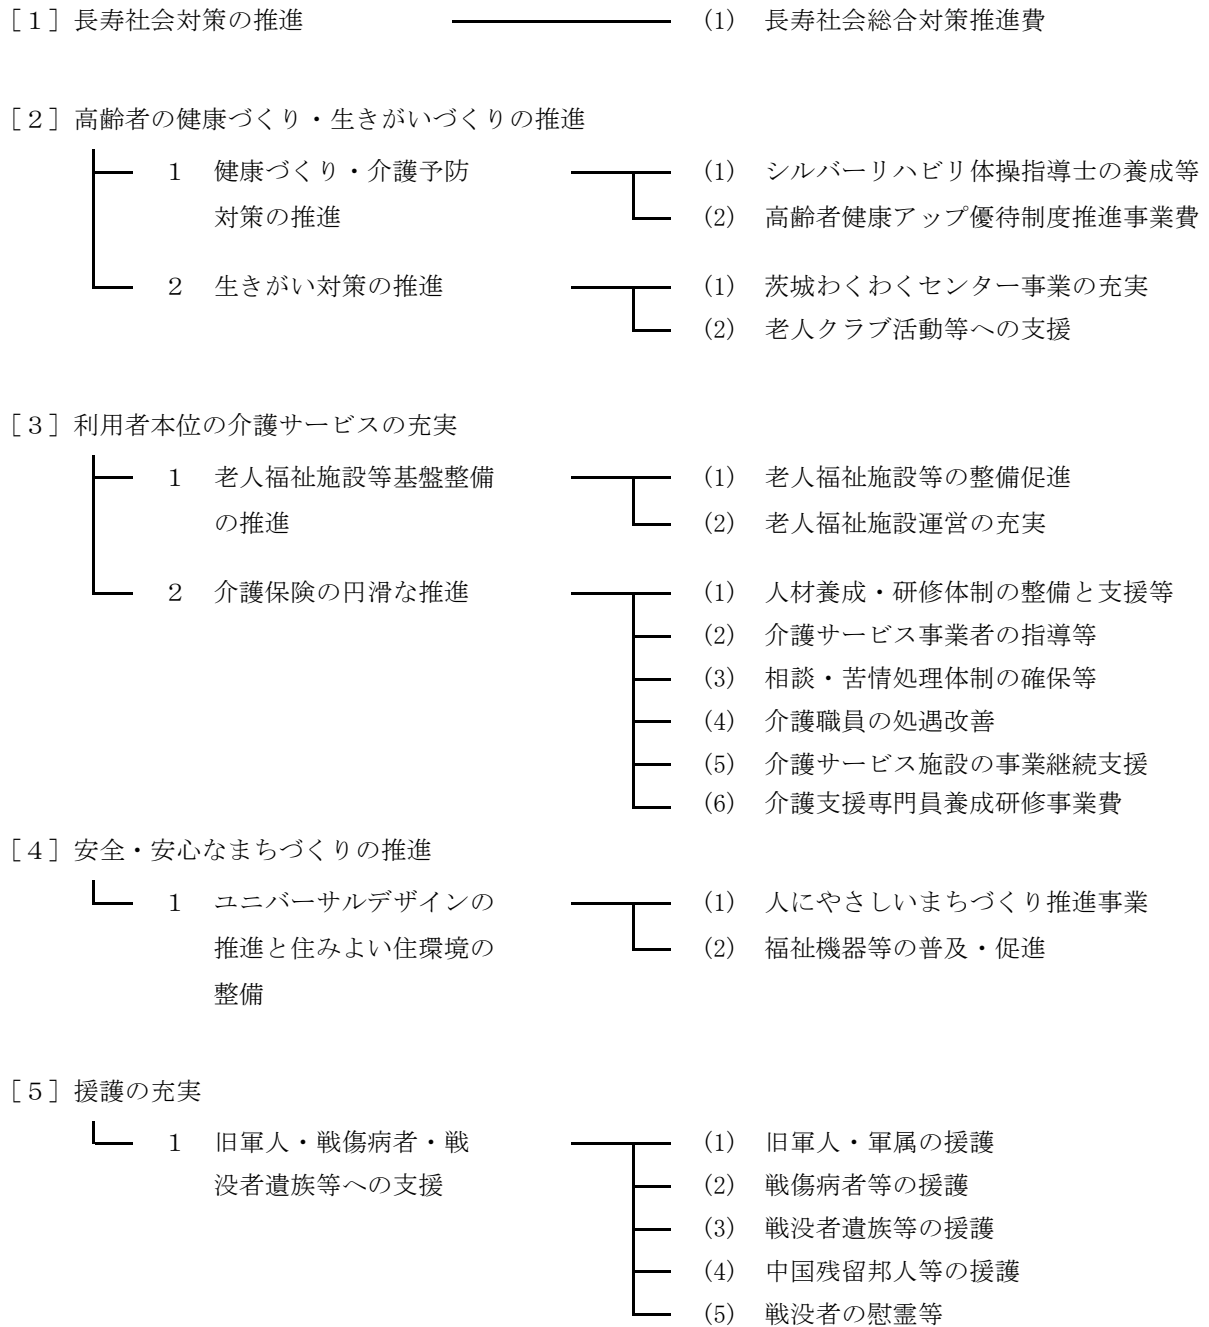 ［１］長寿社会対策の推進 (1) 長寿社会総合対策推進費
［２］高齢者の健康づくり・生きがいづくりの推進
１ 健康づくり・介護予防 (1) シルバーリハビリ体操指導士の養成等
対策の推進 (2) 高齢者健康アップ優待制度推進事業費
２ 生きがい対策の推進 (1) 茨城わくわくセンター事業の充実
(2) 老人クラブ活動等への支援
［３］利用者本位の介護サービスの充実
１ 老人福祉施設等基盤整備 (1) 老人福祉施設等の整備促進
の推進 (2) 老人福祉施設運営の充実
２ 介護保険の円滑な推進 (1) 人材養成・研修体制の整備と支援等
(2) 介護サービス事業者の指導等
(3) 相談・苦情処理体制の確保等
(4) 介護職員の処遇改善
(5) 介護サービス施設の事業継続支援
(6) 介護支援専門員養成研修事業費
［４］安全・安心なまちづくりの推進
１ ユニバーサルデザインの (1) 人にやさしいまちづくり推進事業
推進と住みよい住環境の (2) 福祉機器等の普及・促進
整備
［５］援護の充実
１ 旧軍人・戦傷病者・戦 (1) 旧軍人・軍属の援護
没者遺族等への支援 (2) 戦傷病者等の援護
(3) 戦没者遺族等の援護
(4) 中国残留邦人等の援護
(5) 戦没者の慰霊等